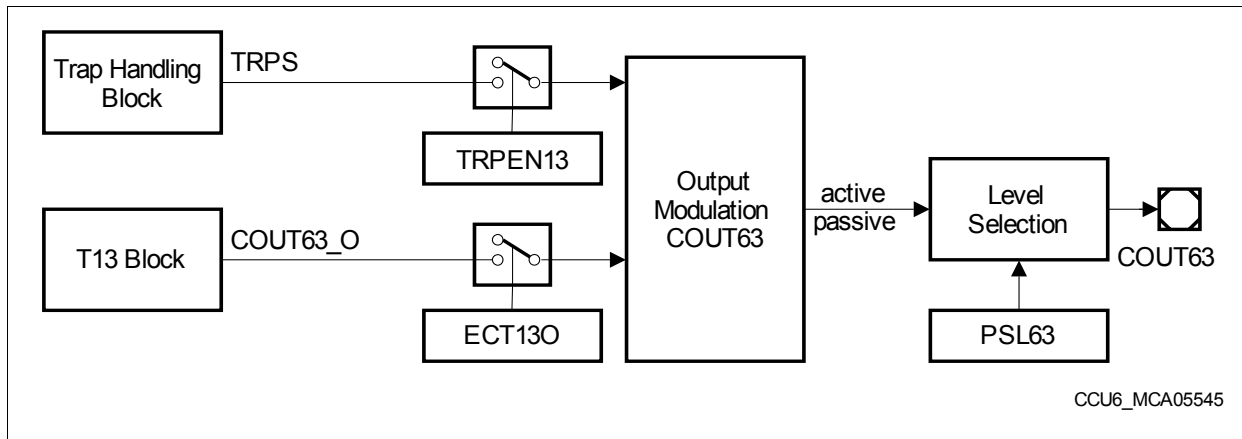 Trap Handling
Block
TRPS
TRPEN13
T13 Block
COUT63_O
ECT13O
Output
Modulation
COUT63
active
passive
Level
Selection
COUT63
PSL63
CCU6_MCA05545